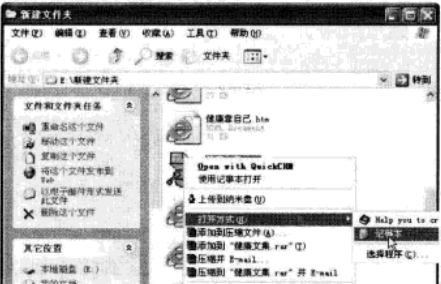 新建文件夹
文件(F) 编辑(E) 查看(V) 收藏(A) 工具(T) 帮助(H)
搜索 文件夹
E:\新建文件夹 转到
文件和文件夹任务
重命名这个文件
移动这个文件
复制这个文件
将这个文件发布到
Web
以电子邮件形式发送
此文件
删除这个文件
其它位置
本地磁盘 (E:)
健康靠自己.htm
Open with QuickCHM
使用记事本打开
上传到纳米盘(U)
打开方式(H)
添加到压缩文件(A)...
添加到 "健康文集.rar"(T)
压缩并 E-mail...
压缩到 "健康文集.rar" 并 E-mail
Help you to cr
记事本
选择程序(C)...